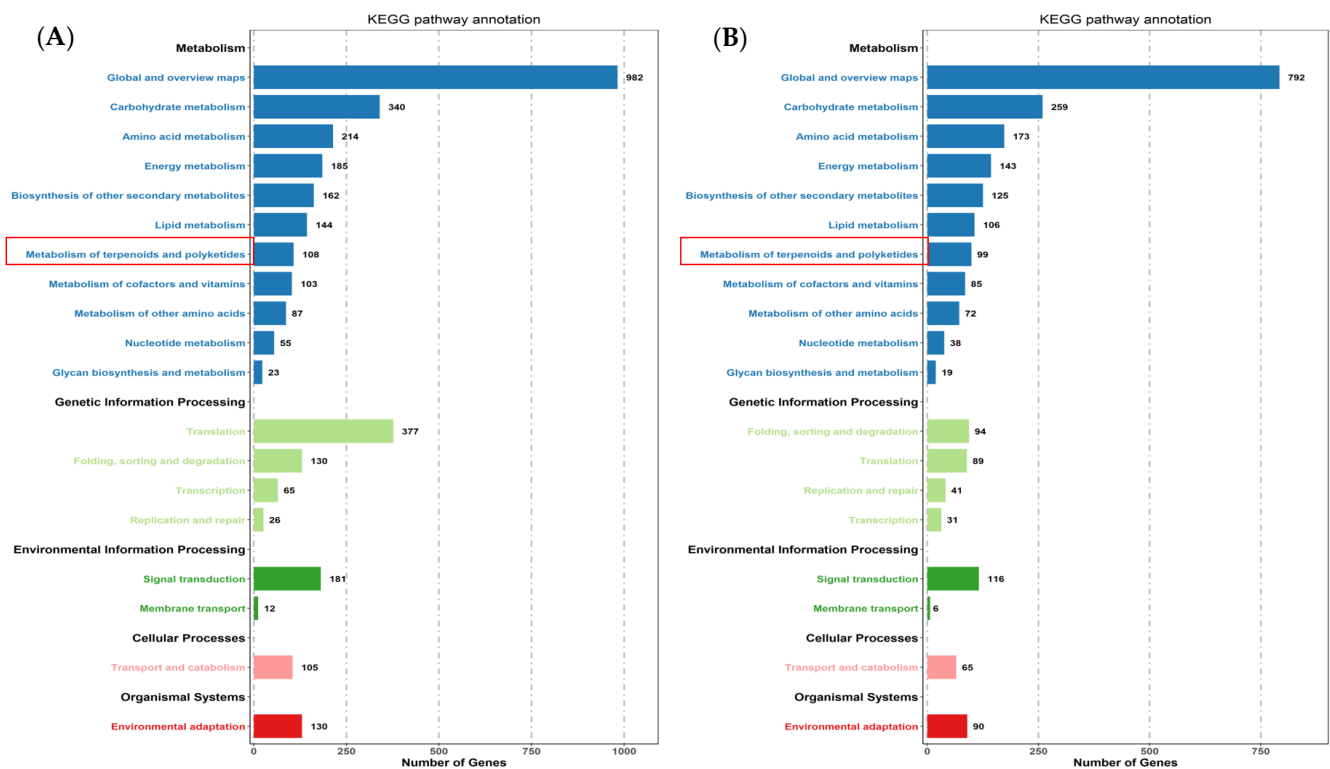 (A)
KEGG pathway annotation
Metabolism
Global and overview maps 982
Carbohydrate metabolism 340
Amino acid metabolism 214
Energy metabolism 185
Biosynthesis of other secondary metabolites 162
Lipid metabolism 144
Metabolism of terpenoids and polyketides 108
Metabolism of cofactors and vitamins 103
Metabolism of other amino acids 87
Nucleotide metabolism 55
Glycan biosynthesis and metabolism 23
Genetic Information Processing
Translation 377
Folding, sorting and degradation 130
Transcription 65
Replication and repair 26
Environmental Information Processing
Signal transduction 181
Membrane transport 12
Cellular Processes
Transport and catabolism 105
Organismal Systems
Environmental adaptation 130
0 250 500 750 1000
Number of Genes
(B)
KEGG pathway annotation
Metabolism
Global and overview maps 792
Carbohydrate metabolism 259
Amino acid metabolism 173
Energy metabolism 143
Biosynthesis of other secondary metabolites 125
Lipid metabolism 106
Metabolism of terpenoids and polyketides 99
Metabolism of cofactors and vitamins 85
Metabolism of other amino acids 72
Nucleotide metabolism 38
Glycan biosynthesis and metabolism 19
Genetic Information Processing
Folding, sorting and degradation 94
Translation 89
Replication and repair 41
Transcription 31
Environmental Information Processing
Signal transduction 116
Membrane transport 6
Cellular Processes
Transport and catabolism 65
Organismal Systems
Environmental adaptation 90
0 250 500 750
Number of Genes